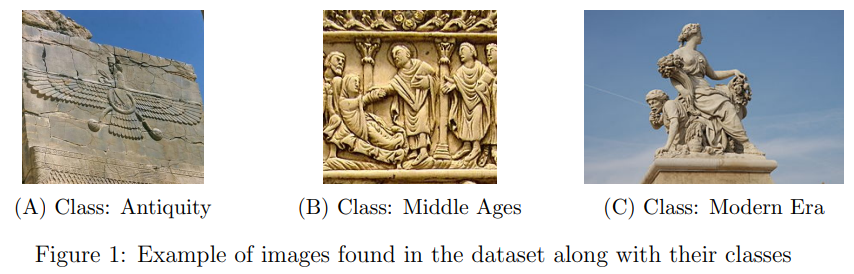 (A) Class: Antiquity
(B) Class: Middle Ages
(C) Class: Modern Era
Figure 1: Example of images found in the dataset along with their classes